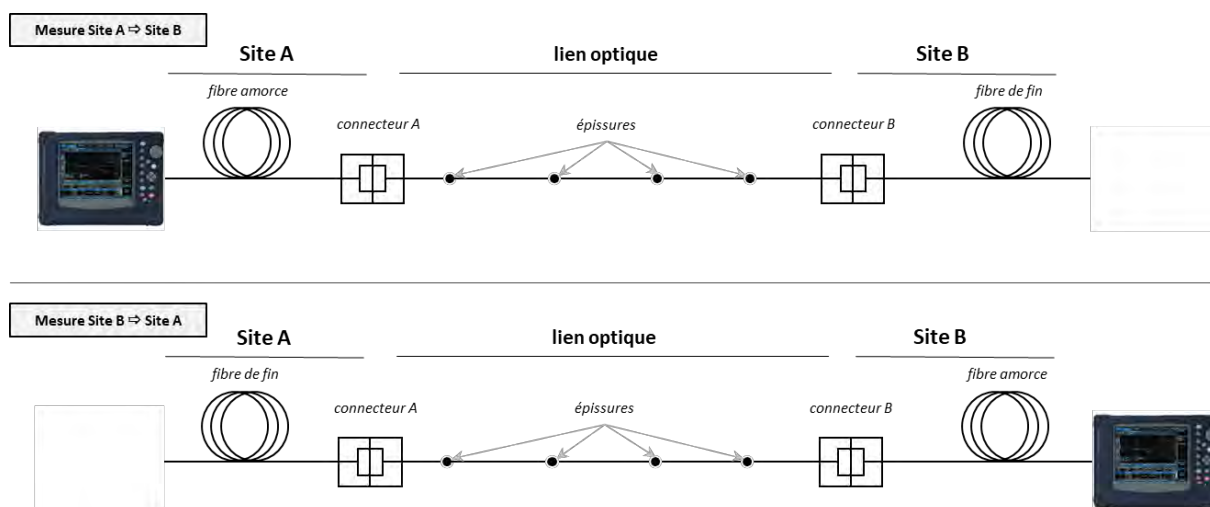 Mesure Site A ⇨ Site B
Site A
lien optique
Site B
fibre amorce
fibre de fin
connecteur A
épissures
connecteur B
Mesure Site B ⇨ Site A
Site A
lien optique
Site B
fibre de fin
fibre amorce
connecteur A
épissures
connecteur B